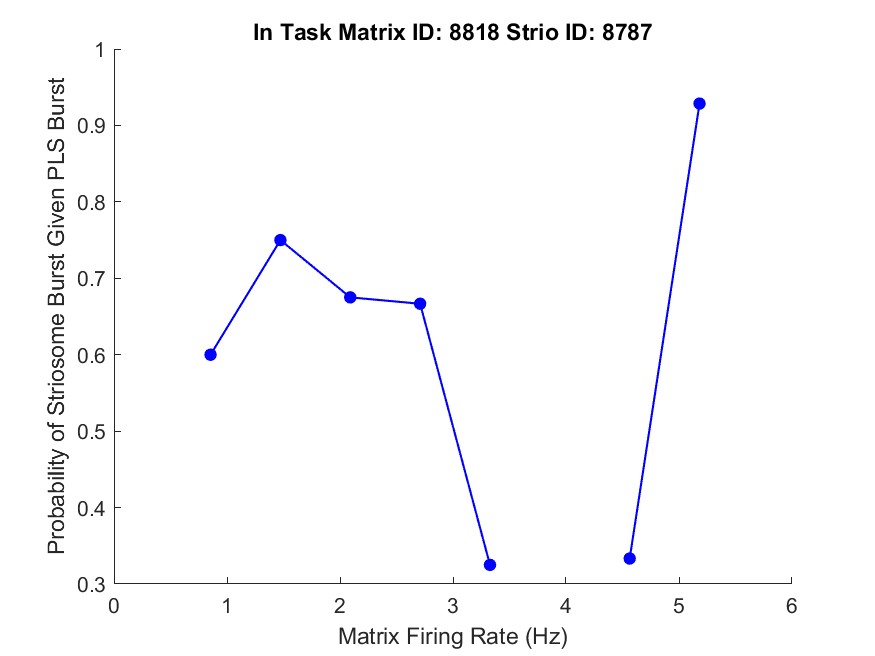 In Task Matrix ID: 8818 Strio ID: 8787
Probability of Striosome Burst Given PLS Burst
1
0.9
0.8
0.7
0.6
0.5
0.4
0.3
0 1 2 3 4 5 6
Matrix Firing Rate (Hz)